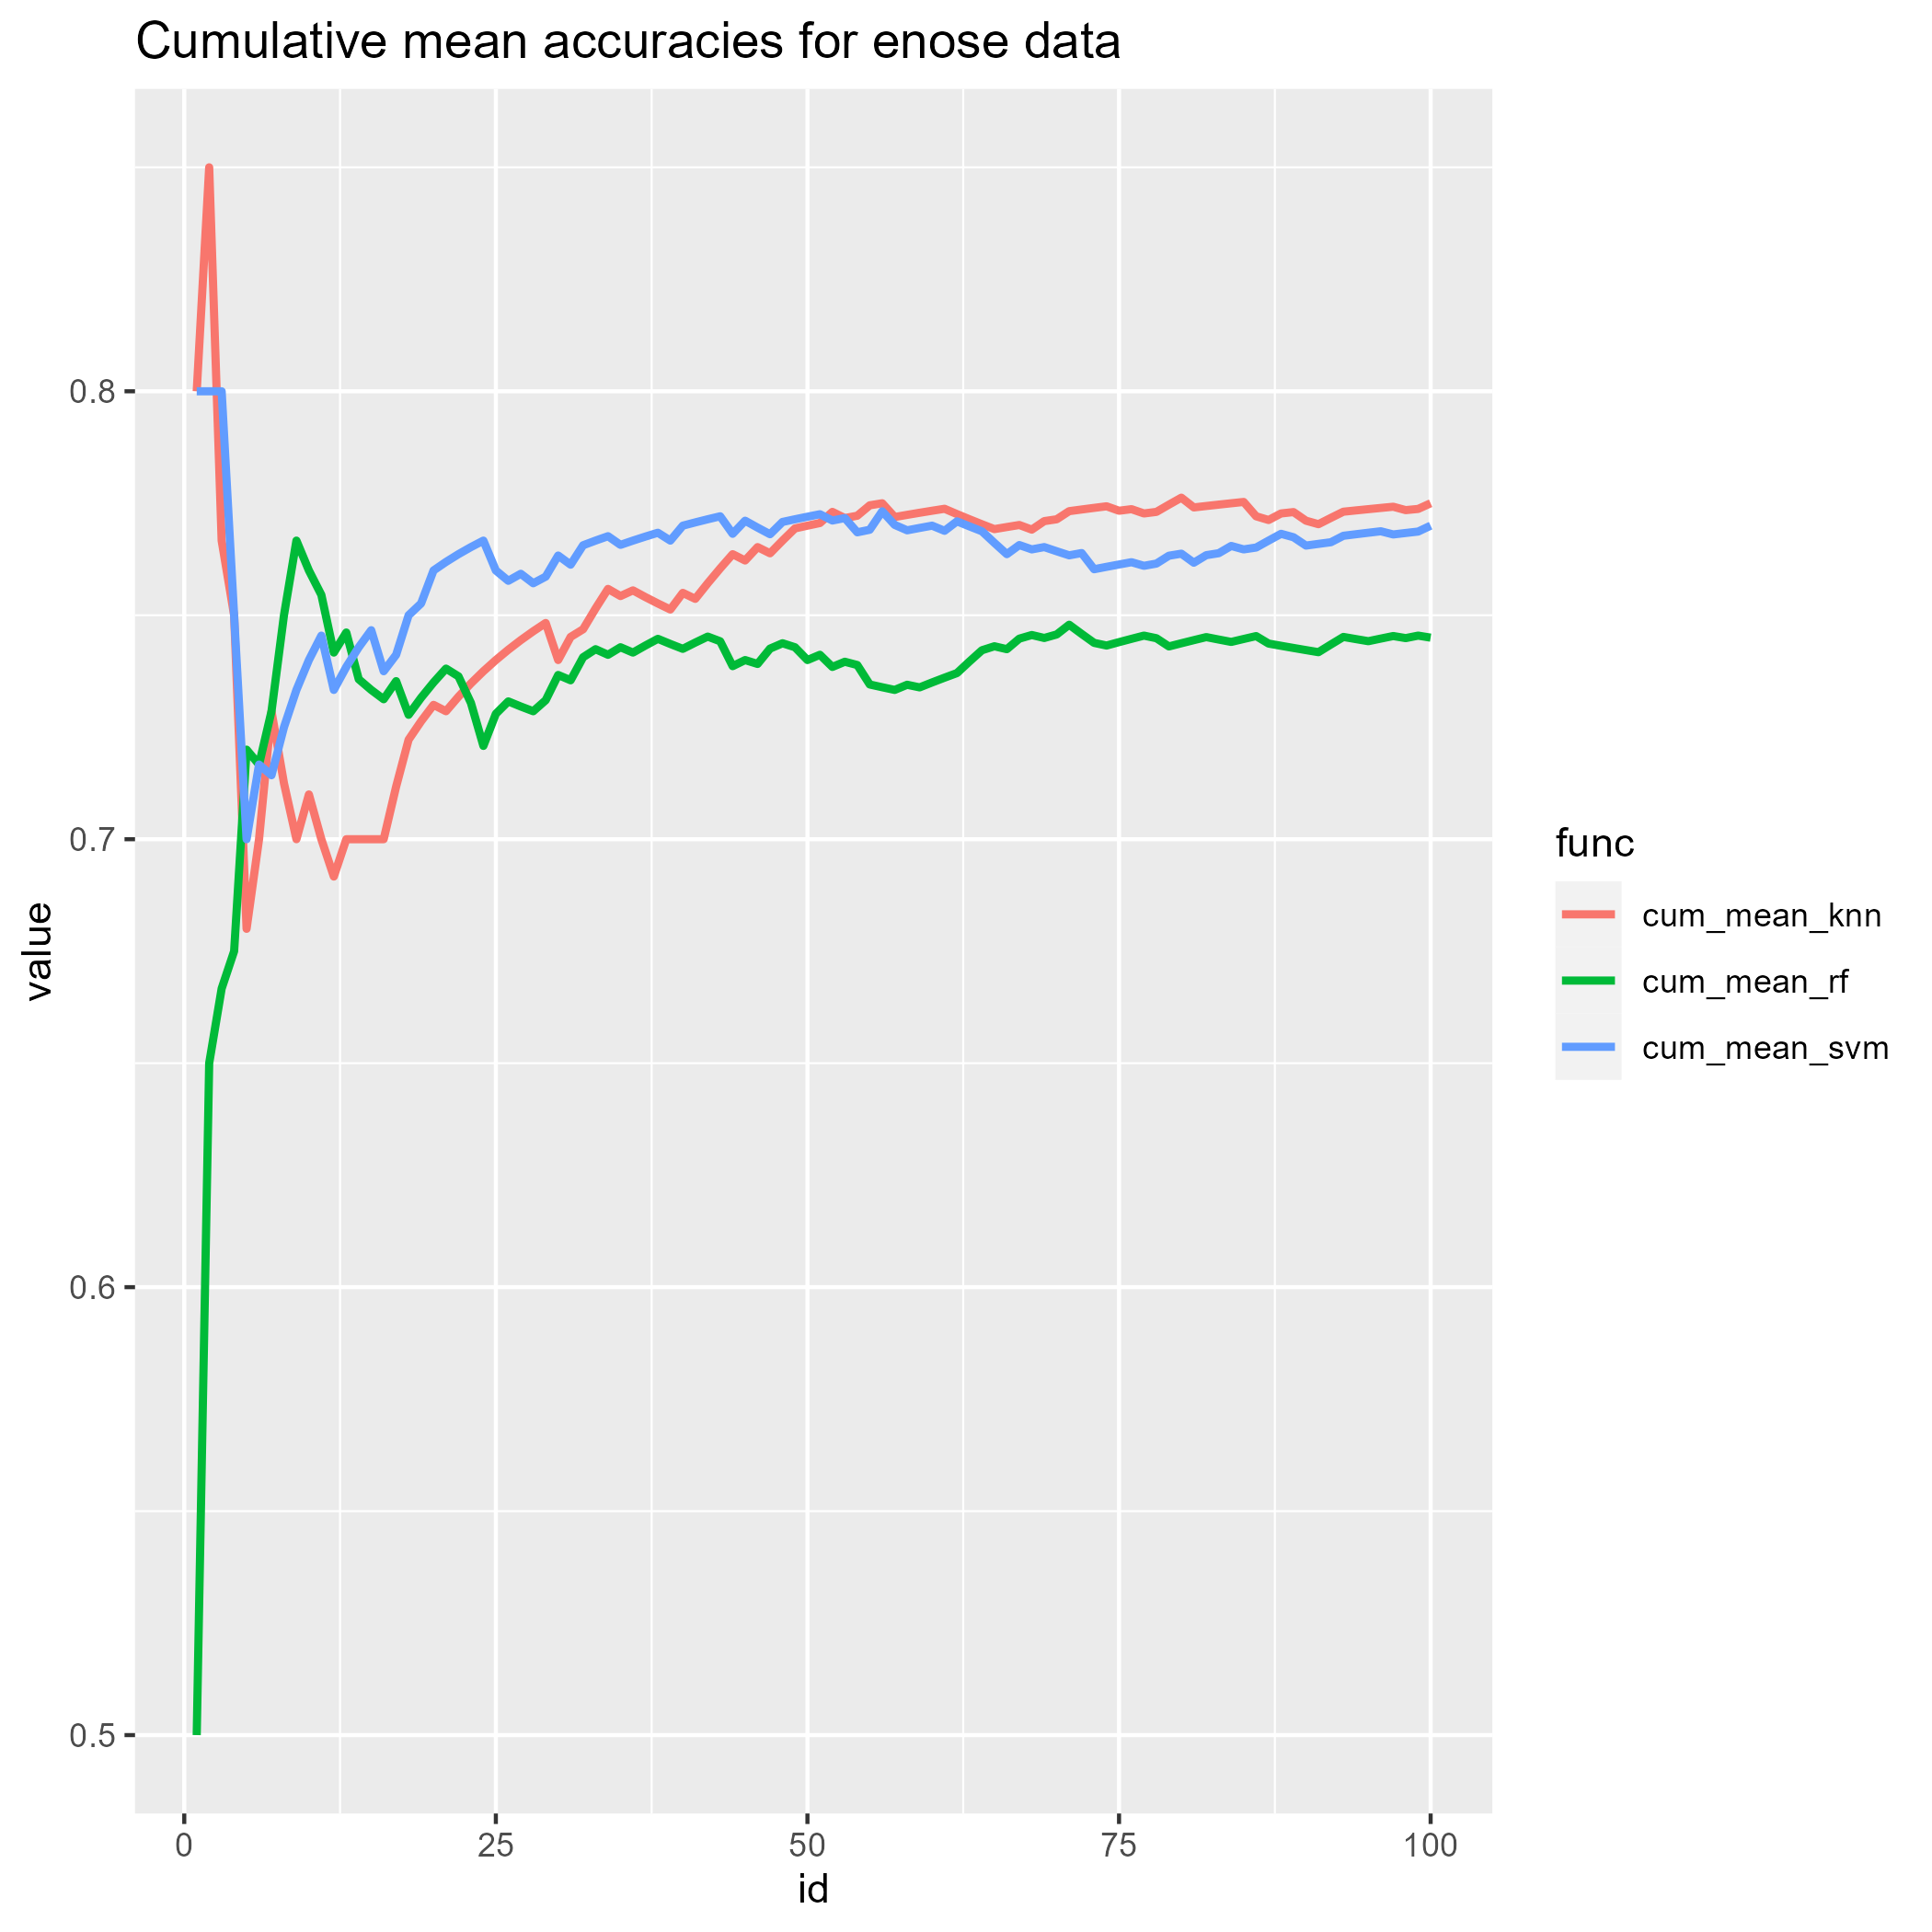 Cumulative mean accuracies for enose data
0.8
0.7
0.6
0.5
value
0 25 50 75 100
id
func
cum_mean_knn
cum_mean_rf
cum_mean_svm